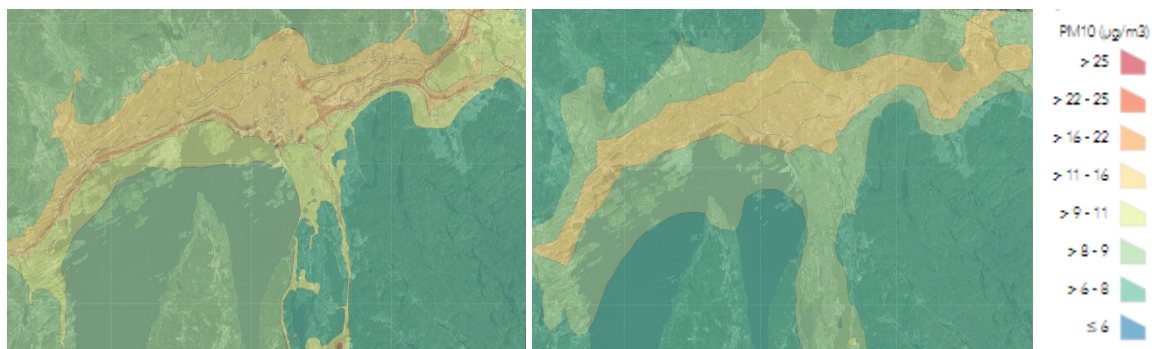 PM10 (µg/m3)
> 25
> 22 - 25
> 16 - 22
> 11 - 16
> 9 - 11
> 8 - 9
> 6 - 8
≤ 6